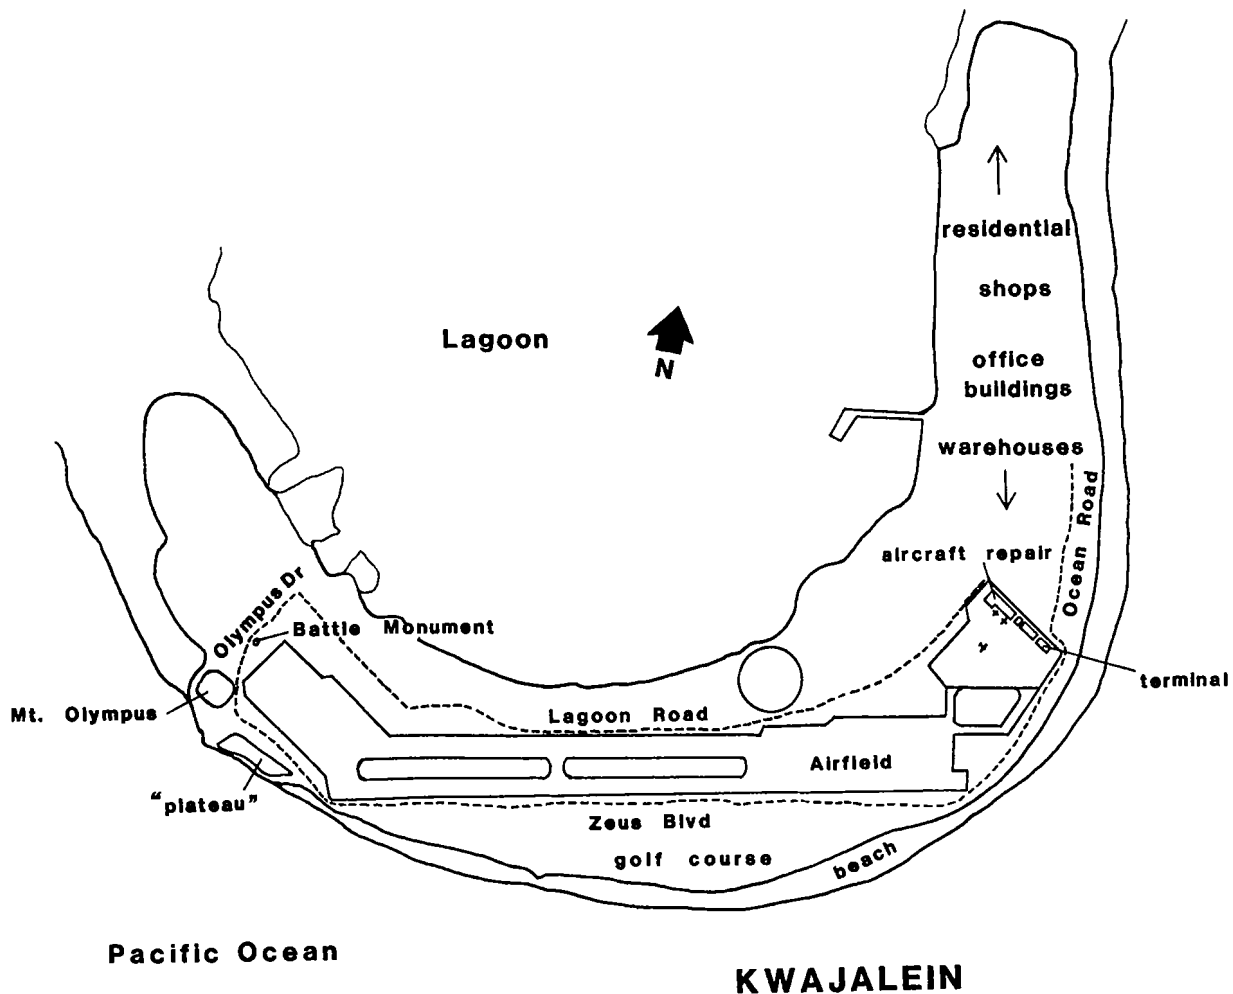 residential
shops
Lagoon
N
office
buildings
warehouses
Ocean Road
aircraft repair
Olympus Dr
Battle Monument
terminal
Mt. Olympus
Lagoon Road
Airfield
"plateau"
Zeus Blvd
golf course
beach
Pacific Ocean
KWAJALEIN